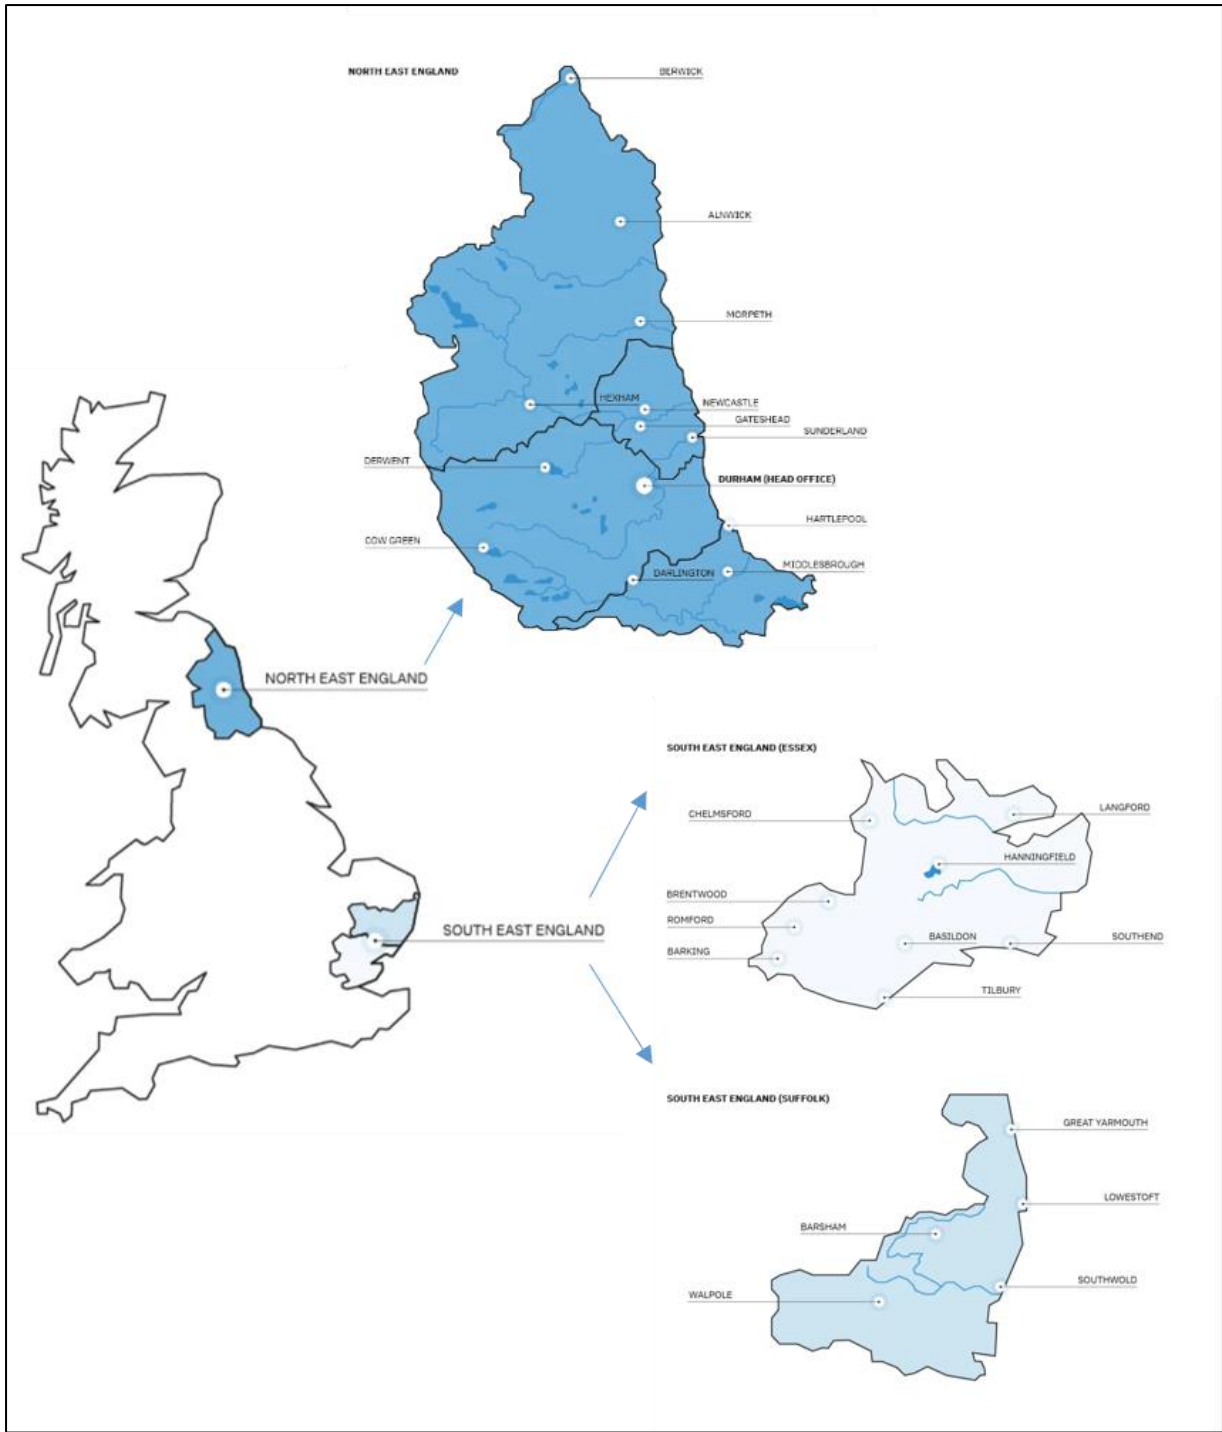 NORTH EAST ENGLAND
BERWICK
ALNWICK
MORPETH
HEXHAM
NEWCASTLE
GATESHEAD
SUNDERLAND
DERWENT
DURHAM (HEAD OFFICE)
HARTLEPOOL
COW GREEN
MIDDLESBROUGH
DARLINGTON
NORTH EAST ENGLAND
SOUTH EAST ENGLAND
SOUTH EAST ENGLAND (ESSEX)
CHELMSFORD
LANGFORD
HANNINGFIELD
BRENTWOOD
ROMFORD
BASILDON
SOUTHEND
BARKING
TILBURY
SOUTH EAST ENGLAND (SUFFOLK)
GREAT YARMOUTH
LOWESTOFT
BARSHAM
SOUTHWOLD
WALPOLE